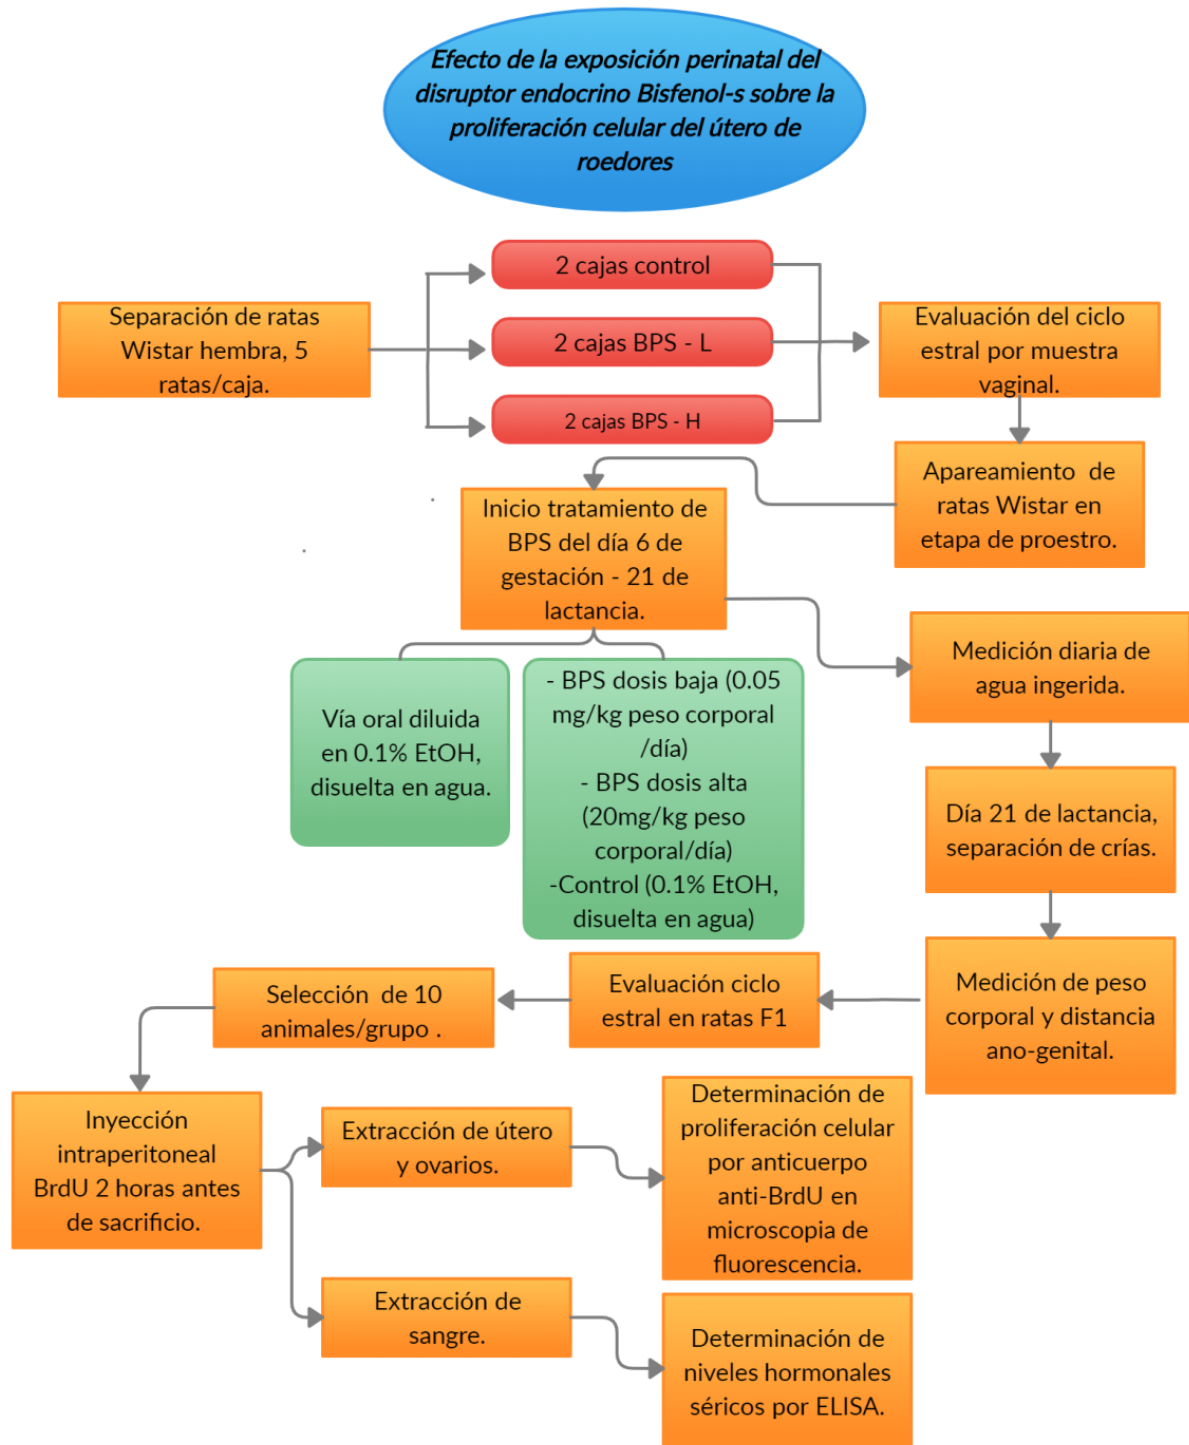 Efecto de la exposición perinatal del
disruptor endocrino Bisfenol-s sobre la
proliferación celular del útero de
roedores
Separación de ratas
Wistar hembra, 5
ratas/caja.
2 cajas control
2 cajas BPS - L
2 cajas BPS - H
Evaluación del ciclo
estral por muestra
vaginal.
Apareamiento de
ratas Wistar en
etapa de proestro.
Inicio tratamiento de
BPS del día 6 de
gestación - 21 de
lactancia.
Vía oral diluida
en 0.1% EtOH,
disuelta en agua.
- BPS dosis baja (0.05
mg/kg peso corporal
/día)
- BPS dosis alta
(20mg/kg peso
corporal/día)
-Control (0.1% EtOH,
disuelta en agua)
Medición diaria de
agua ingerida.
Día 21 de lactancia,
separación de crías.
Medición de peso
corporal y distancia
ano-genital.
Evaluación ciclo
estral en ratas F1
Selección de 10
animales/grupo .
Inyección
intraperitoneal
BrdU 2 horas antes
de sacrificio.
Extracción de útero
y ovarios.
Determinación de
proliferación celular
por anticuerpo
anti-BrdU en
microscopia de
fluorescencia.
Extracción de
sangre.
Determinación de
niveles hormonales
séricos por ELISA.